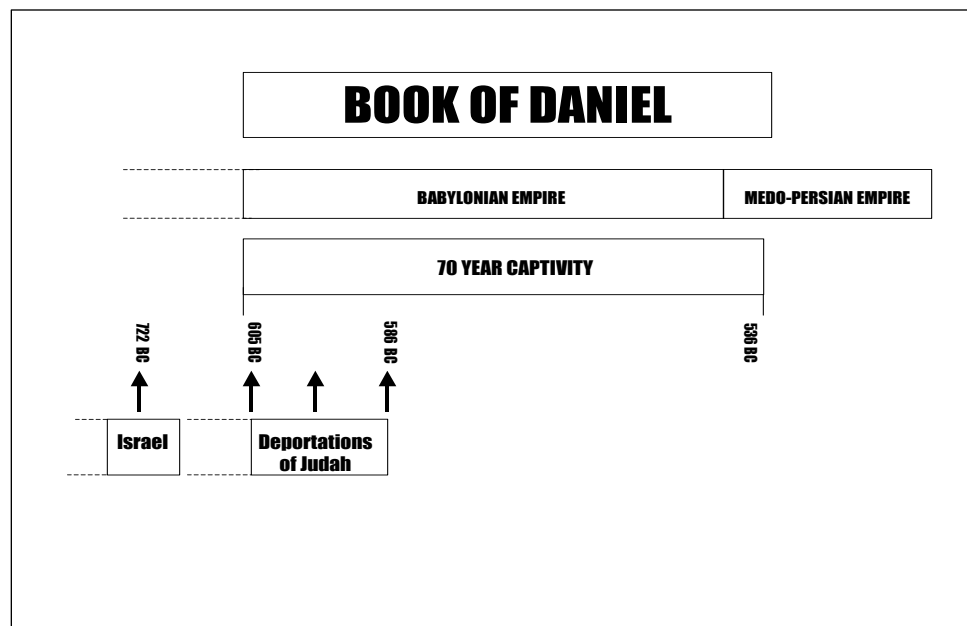 BOOK OF DANIEL
BABYLONIAN EMPIRE
MEDO-PERSIAN EMPIRE
70 YEAR CAPTIVITY
722 BC
605 BC
586 BC
536 BC
Israel
Deportations
of Judah